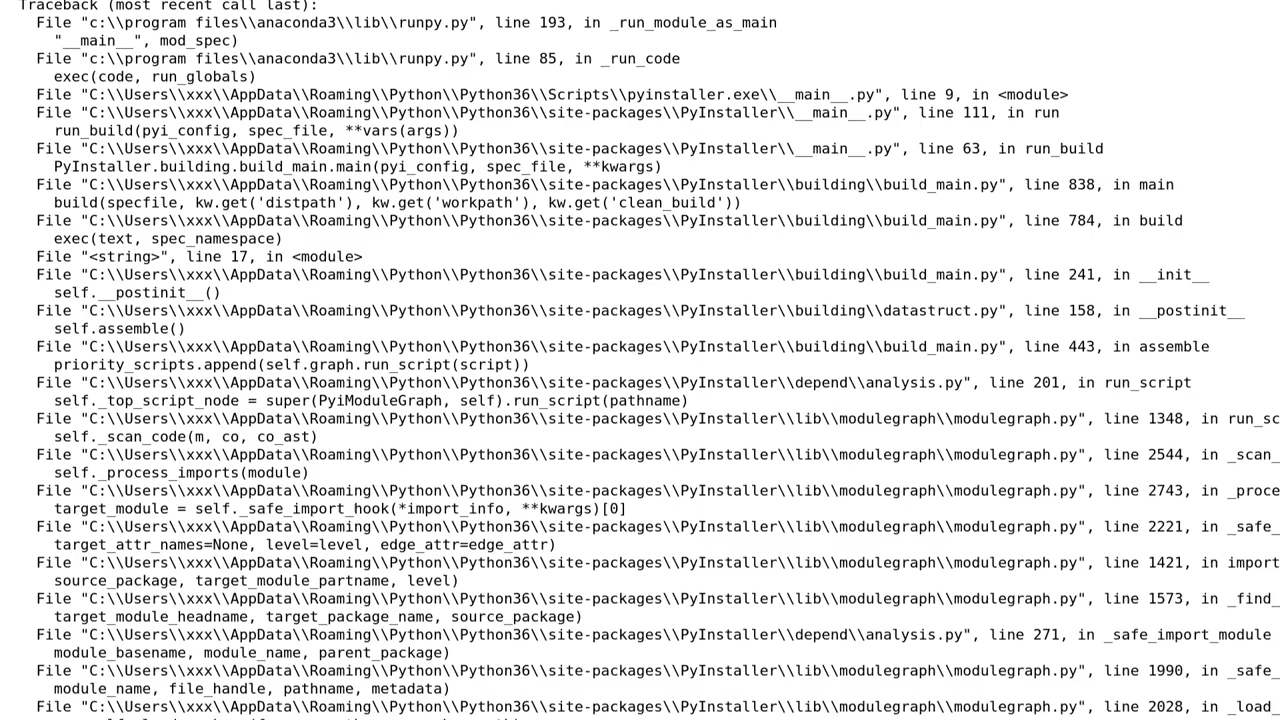 Traceback (most recent call last):
File "c:\\program files\\anaconda3\\lib\\runpy.py", line 193, in _run_module_as_main
"__main__", mod_spec)
File "c:\\program files\\anaconda3\\lib\\runpy.py", line 85, in _run_code
exec(code, run_globals)
File "C:\\Users\\xxx\\AppData\\Roaming\\Python\\Python36\\Scripts\\pyinstaller.exe\\__main__.py", line 9, in <module>
File "C:\\Users\\xxx\\AppData\\Roaming\\Python\\Python36\\site-packages\\PyInstaller\\__main__.py", line 111, in run
run_build(pyi_config, spec_file, **vars(args))
File "C:\\Users\\xxx\\AppData\\Roaming\\Python\\Python36\\site-packages\\PyInstaller\\__main__.py", line 63, in run_build
PyInstaller.building.build_main.main(pyi_config, spec_file, **kwargs)
File "C:\\Users\\xxx\\AppData\\Roaming\\Python\\Python36\\site-packages\\PyInstaller\\building\\build_main.py", line 838, in main
build(specfile, kw.get('distpath'), kw.get('workpath'), kw.get('clean_build'))
File "C:\\Users\\xxx\\AppData\\Roaming\\Python\\Python36\\site-packages\\PyInstaller\\building\\build_main.py", line 784, in build
exec(text, spec_namespace)
File "<string>", line 17, in <module>
File "C:\\Users\\xxx\\AppData\\Roaming\\Python\\Python36\\site-packages\\PyInstaller\\building\\build_main.py", line 241, in __init__
self.__postinit__()
File "C:\\Users\\xxx\\AppData\\Roaming\\Python\\Python36\\site-packages\\PyInstaller\\building\\datastruct.py", line 158, in __postinit__
self.assemble()
File "C:\\Users\\xxx\\AppData\\Roaming\\Python\\Python36\\site-packages\\PyInstaller\\building\\build_main.py", line 443, in assemble
priority_scripts.append(self.graph.run_script(script))
File "C:\\Users\\xxx\\AppData\\Roaming\\Python\\Python36\\site-packages\\PyInstaller\\depend\\analysis.py", line 201, in run_script
self._top_script_node = super(PyiModuleGraph, self).run_script(pathname)
File "C:\\Users\\xxx\\AppData\\Roaming\\Python\\Python36\\site-packages\\PyInstaller\\lib\\modulegraph\\modulegraph.py", line 1348, in run_sc
self._scan_code(m, co, co_ast)
File "C:\\Users\\xxx\\AppData\\Roaming\\Python\\Python36\\site-packages\\PyInstaller\\lib\\modulegraph\\modulegraph.py", line 2544, in _scan_
self._process_imports(module)
File "C:\\Users\\xxx\\AppData\\Roaming\\Python\\Python36\\site-packages\\PyInstaller\\lib\\modulegraph\\modulegraph.py", line 2743, in _proce
target_module = self._safe_import_hook(*import_info, **kwargs)[0]
File "C:\\Users\\xxx\\AppData\\Roaming\\Python\\Python36\\site-packages\\PyInstaller\\lib\\modulegraph\\modulegraph.py", line 2221, in _safe_
target_attr_names=None, level=level, edge_attr=edge_attr)
File "C:\\Users\\xxx\\AppData\\Roaming\\Python\\Python36\\site-packages\\PyInstaller\\lib\\modulegraph\\modulegraph.py", line 1421, in import
source_package, target_module_partname, level)
File "C:\\Users\\xxx\\AppData\\Roaming\\Python\\Python36\\site-packages\\PyInstaller\\lib\\modulegraph\\modulegraph.py", line 1573, in _find_
target_module_headname, target_package_name, source_package)
File "C:\\Users\\xxx\\AppData\\Roaming\\Python\\Python36\\site-packages\\PyInstaller\\depend\\analysis.py", line 271, in _safe_import_module
module_basename, module_name, parent_package)
File "C:\\Users\\xxx\\AppData\\Roaming\\Python\\Python36\\site-packages\\PyInstaller\\lib\\modulegraph\\modulegraph.py", line 1990, in _safe_
module_name, file_handle, pathname, metadata)
File "C:\\Users\\xxx\\AppData\\Roaming\\Python\\Python36\\site-packages\\PyInstaller\\lib\\modulegraph\\modulegraph.py", line 2028, in _load_